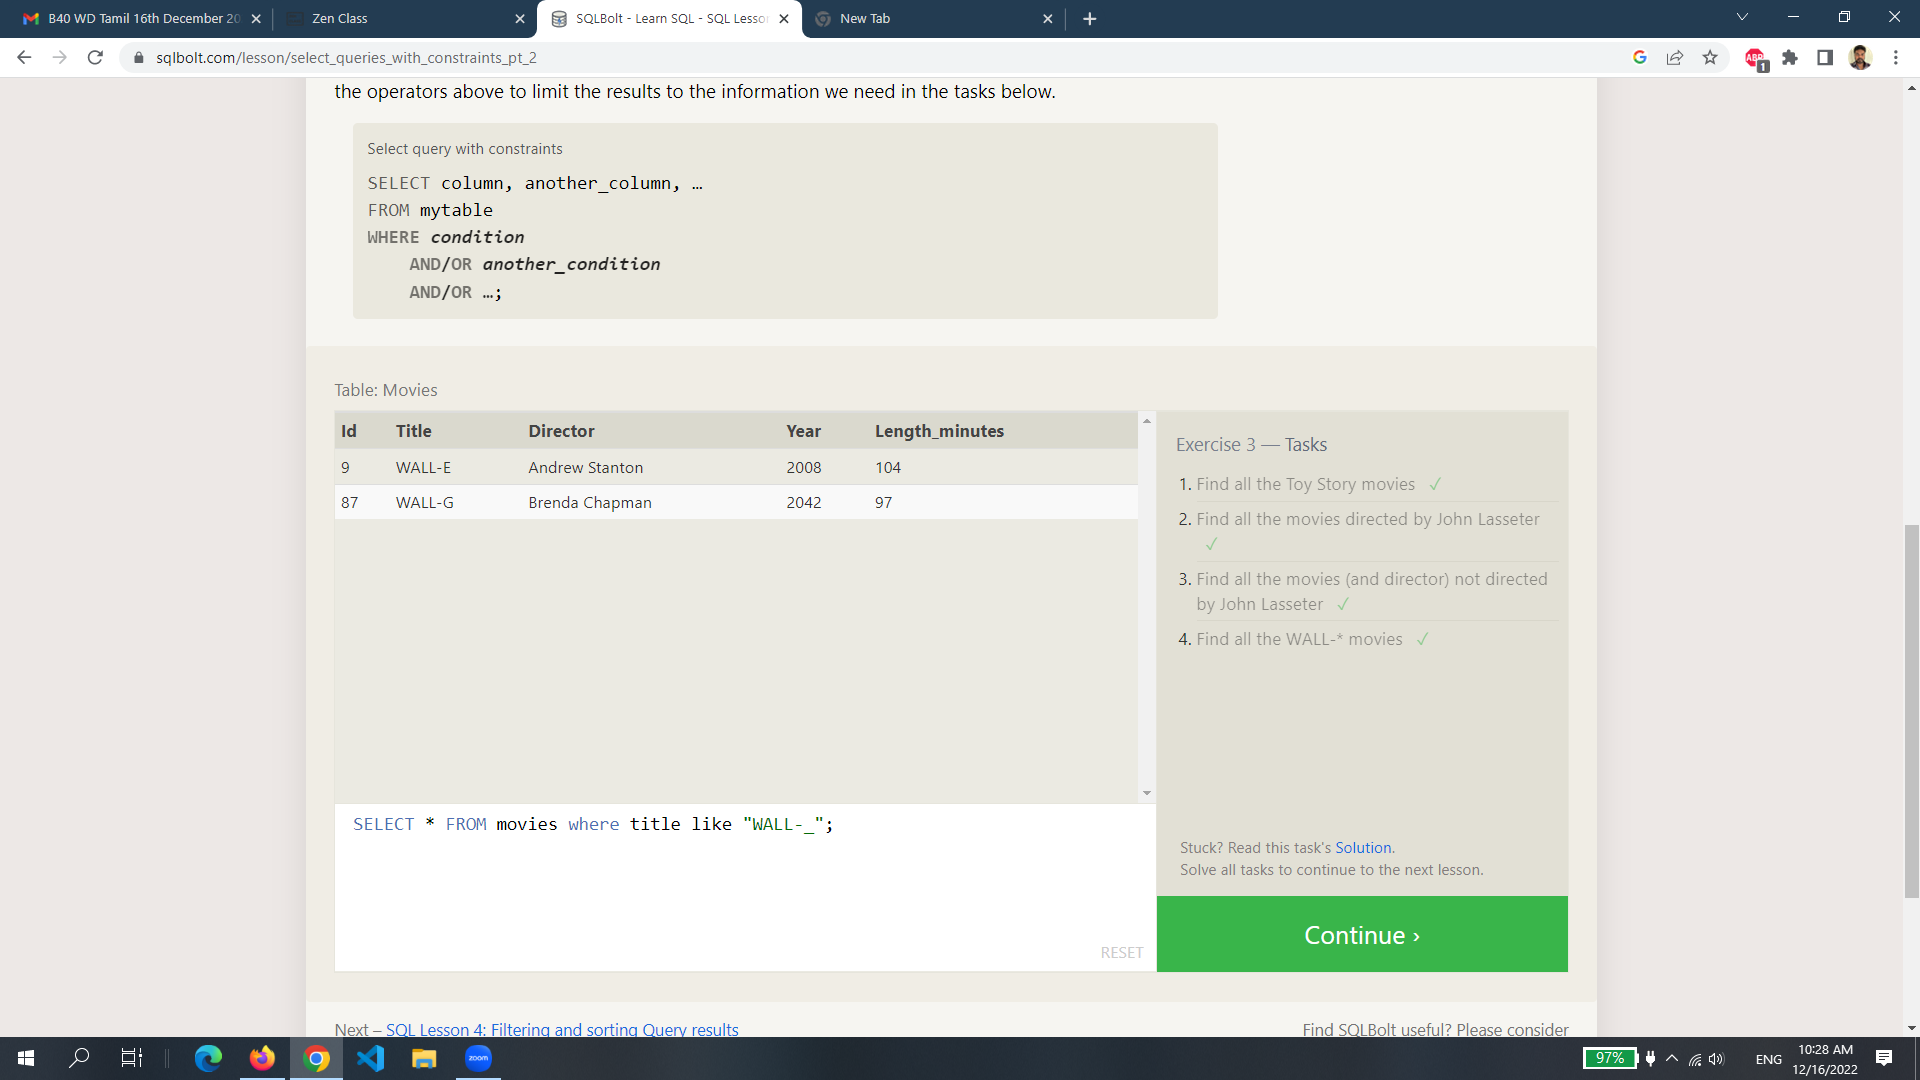 B40 WD Tamil 16th December 20
Zen Class
SQLBolt - Learn SQL - SQL Lesson
New Tab
sqlbolt.com/lesson/select_queries_with_constraints_pt_2
ABP
1
the operators above to limit the results to the information we need in the tasks below.
Select query with constraints
SELECT column, another_column, …
FROM mytable
WHERE condition
AND/OR another_condition
AND/OR …;
Table: Movies
Id Title Director Year Length_minutes
9 WALL-E Andrew Stanton 2008 104
87 WALL-G Brenda Chapman 2042 97
Exercise 3 — Tasks
1. Find all the Toy Story movies ✓
2. Find all the movies directed by John Lasseter
✓
3. Find all the movies (and director) not directed
by John Lasseter ✓
4. Find all the WALL-* movies ✓
SELECT * FROM movies where title like "WALL-_";
RESET
Stuck? Read this task's Solution.
Solve all tasks to continue to the next lesson.
Continue ›
Next – SQL Lesson 4: Filtering and sorting Query results
Find SQLBolt useful? Please consider
zoom
97%
ENG
10:28 AM
12/16/2022